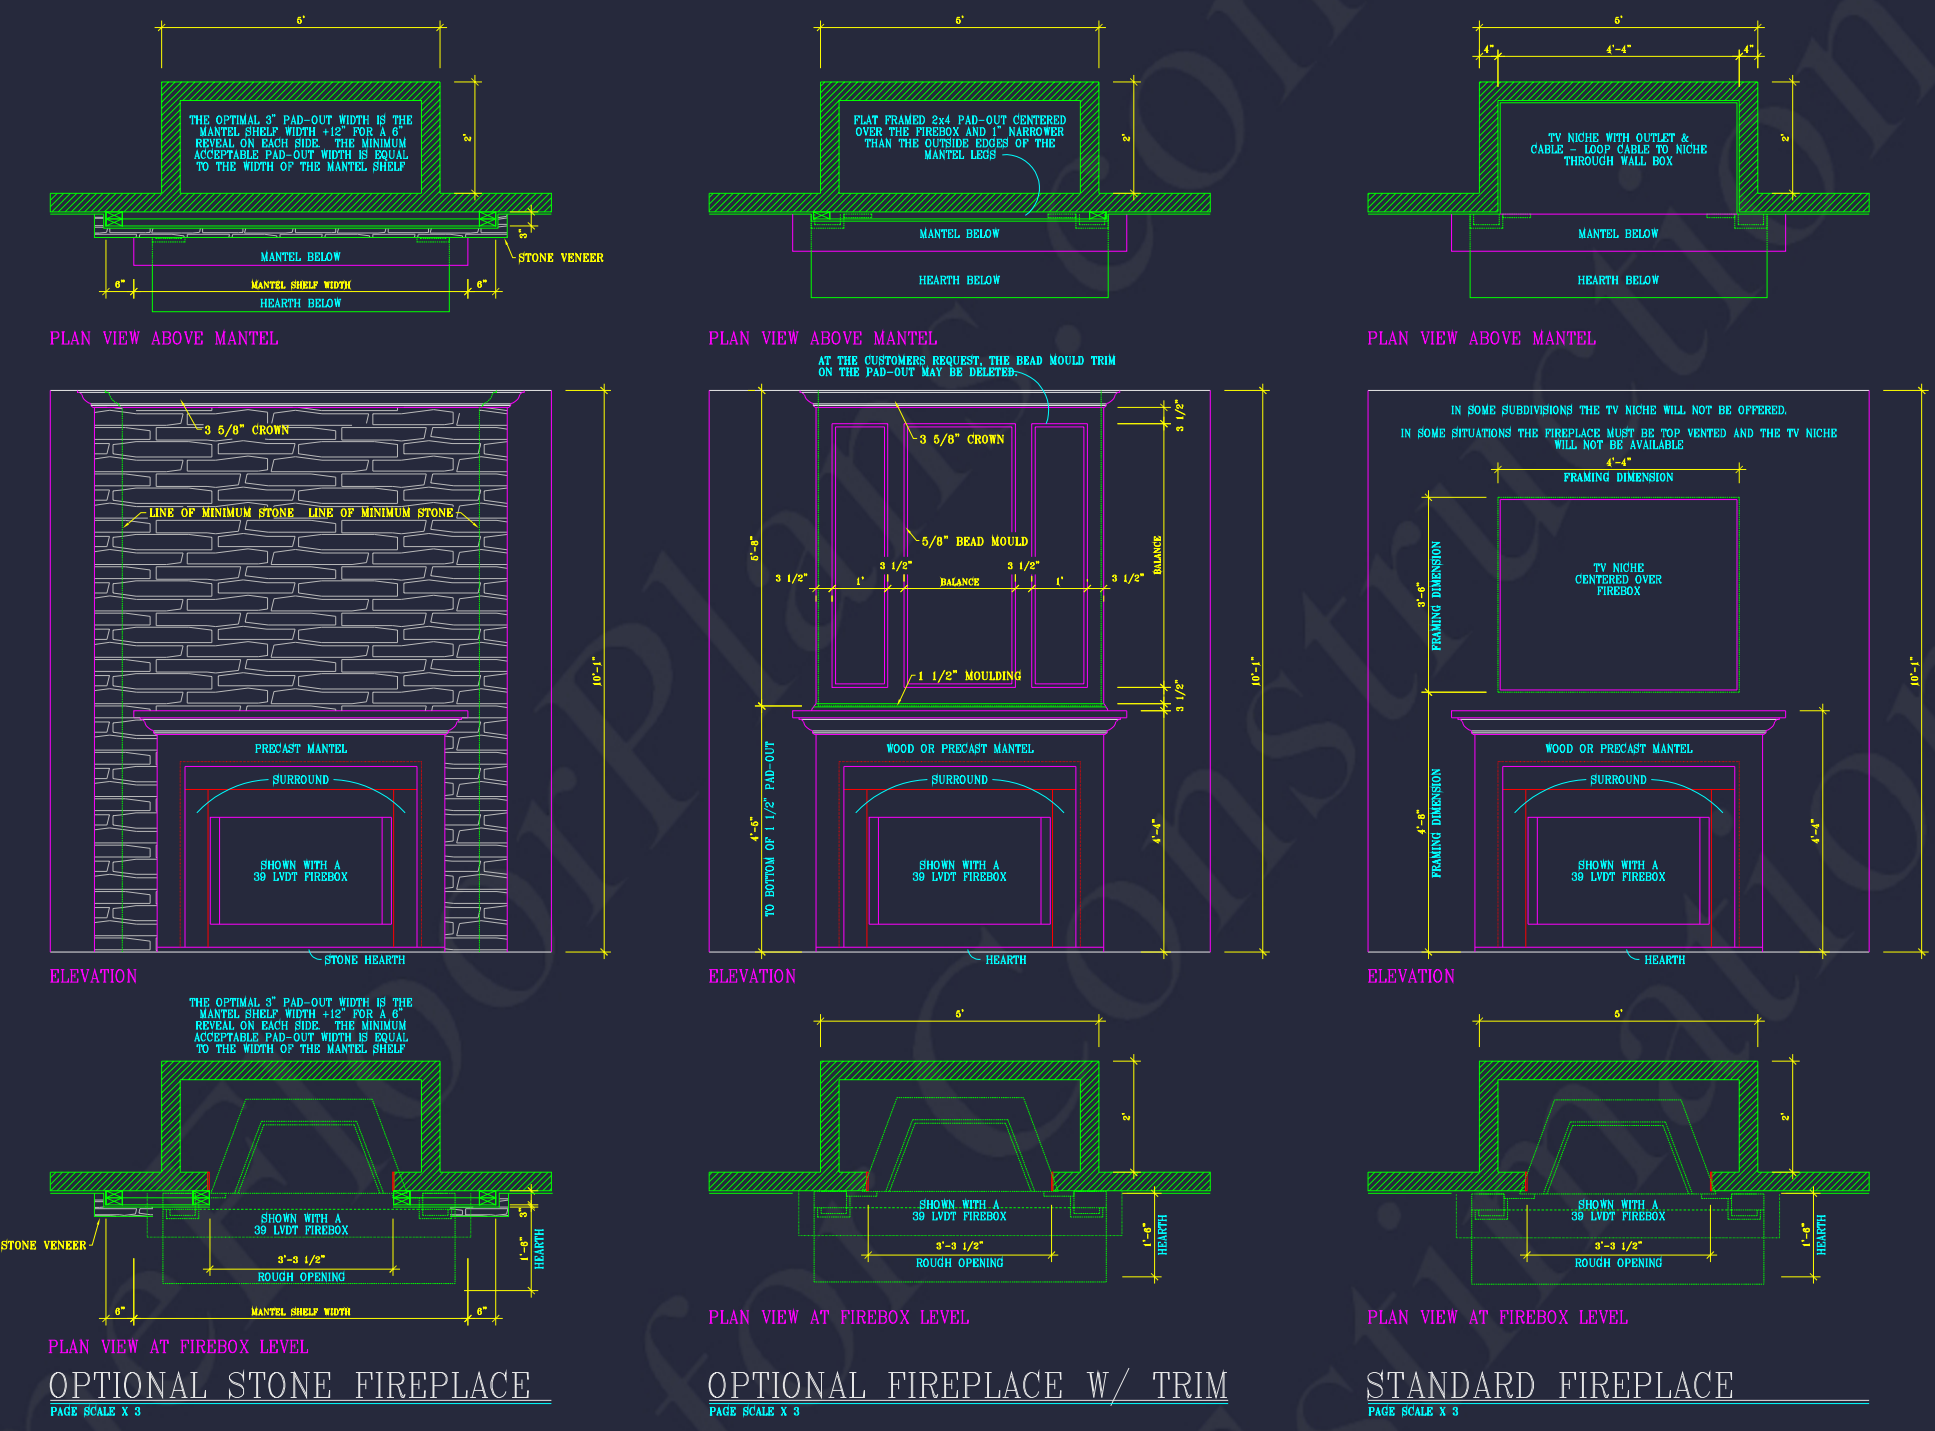 5'
2'
THE OPTIMAL 3" PAD-OUT WIDTH IS THE
MANTEL SHELF WIDTH +12" FOR A 6"
REVEAL ON EACH SIDE. THE MINIMUM
ACCEPTABLE PAD-OUT WIDTH IS EQUAL
TO THE WIDTH OF THE MANTEL SHELF
3"
STONE VENEER
MANTEL BELOW
6"
MANTEL SHELF WIDTH
6"
HEARTH BELOW
PLAN VIEW ABOVE MANTEL
3 5/8" CROWN
LINE OF MINIMUM STONE
LINE OF MINIMUM STONE
10'-1"
PRECAST MANTEL
SURROUND
SHOWN WITH A
39 LVDT FIREBOX
STONE HEARTH
ELEVATION
THE OPTIMAL 3" PAD-OUT WIDTH IS THE
MANTEL SHELF WIDTH +12" FOR A 6"
REVEAL ON EACH SIDE. THE MINIMUM
ACCEPTABLE PAD-OUT WIDTH IS EQUAL
TO THE WIDTH OF THE MANTEL SHELF
3"
SHOWN WITH A
39 LVDT FIREBOX
STONE VENEER
1'-6"
HEARTH
3'-3 1/2"
ROUGH OPENING
6"
MANTEL SHELF WIDTH
6"
PLAN VIEW AT FIREBOX LEVEL
OPTIONAL STONE FIREPLACE
PAGE SCALE X 3
5'
2'
FLAT FRAMED 2x4 PAD-OUT CENTERED
OVER THE FIREBOX AND 1" NARROWER
THAN THE OUTSIDE EDGES OF THE
MANTEL LEGS
MANTEL BELOW
HEARTH BELOW
PLAN VIEW ABOVE MANTEL
AT THE CUSTOMERS REQUEST, THE BEAD MOULD TRIM
ON THE PAD-OUT MAY BE DELETED.
3 1/2"
3 5/8" CROWN
5'-8"
5/8" BEAD MOULD
BALANCE
3 1/2"
1'
3 1/2"
BALANCE
3 1/2"
1'
3 1/2"
10'-1"
1 1/2" MOULDING
3 1/2"
WOOD OR PRECAST MANTEL
SURROUND
4'-5"
TO BOTTOM OF 1 1/2" PAD-OUT
4'-4"
SHOWN WITH A
39 LVDT FIREBOX
HEARTH
ELEVATION
5'
2'
SHOWN WITH A
39 LVDT FIREBOX
1'-6"
HEARTH
3'-3 1/2"
ROUGH OPENING
PLAN VIEW AT FIREBOX LEVEL
OPTIONAL FIREPLACE W/ TRIM
PAGE SCALE X 3
5'
4"
4'-4"
4"
2'
TV NICHE WITH OUTLET &
CABLE - LOOP CABLE TO NICHE
THROUGH WALL BOX
MANTEL BELOW
HEARTH BELOW
PLAN VIEW ABOVE MANTEL
IN SOME SUBDIVISIONS THE TV NICHE WILL NOT BE OFFERED.
IN SOME SITUATIONS THE FIREPLACE MUST BE TOP VENTED AND THE TV NICHE
WILL NOT BE AVAILABLE
4'-4"
FRAMING DIMENSION
3'-6"
FRAMING DIMENSION
TV NICHE
CENTERED OVER
FIREBOX
10'-1"
WOOD OR PRECAST MANTEL
SURROUND
4'-8"
FRAMING DIMENSION
4'-4"
SHOWN WITH A
39 LVDT FIREBOX
HEARTH
ELEVATION
5'
2'
SHOWN WITH A
39 LVDT FIREBOX
1'-6"
HEARTH
3'-3 1/2"
ROUGH OPENING
PLAN VIEW AT FIREBOX LEVEL
STANDARD FIREPLACE
PAGE SCALE X 3